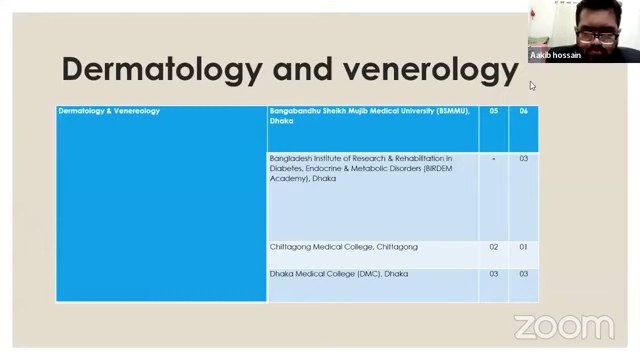 Aakib hossain
Dermatology and venerology
Dermatology & Venereology
Bangabandhu Sheikh Mujib Medical University (BSMMU),
Dhaka
05
06
Bangladesh Institute of Research & Rehabilitation in
Diabetes, Endocrine & Metabolic Disorders (BIRDEM
Academy), Dhaka
-
03
Chittagong Medical College, Chittagong
02
01
Dhaka Medical College (DMC), Dhaka
03
03
zoom